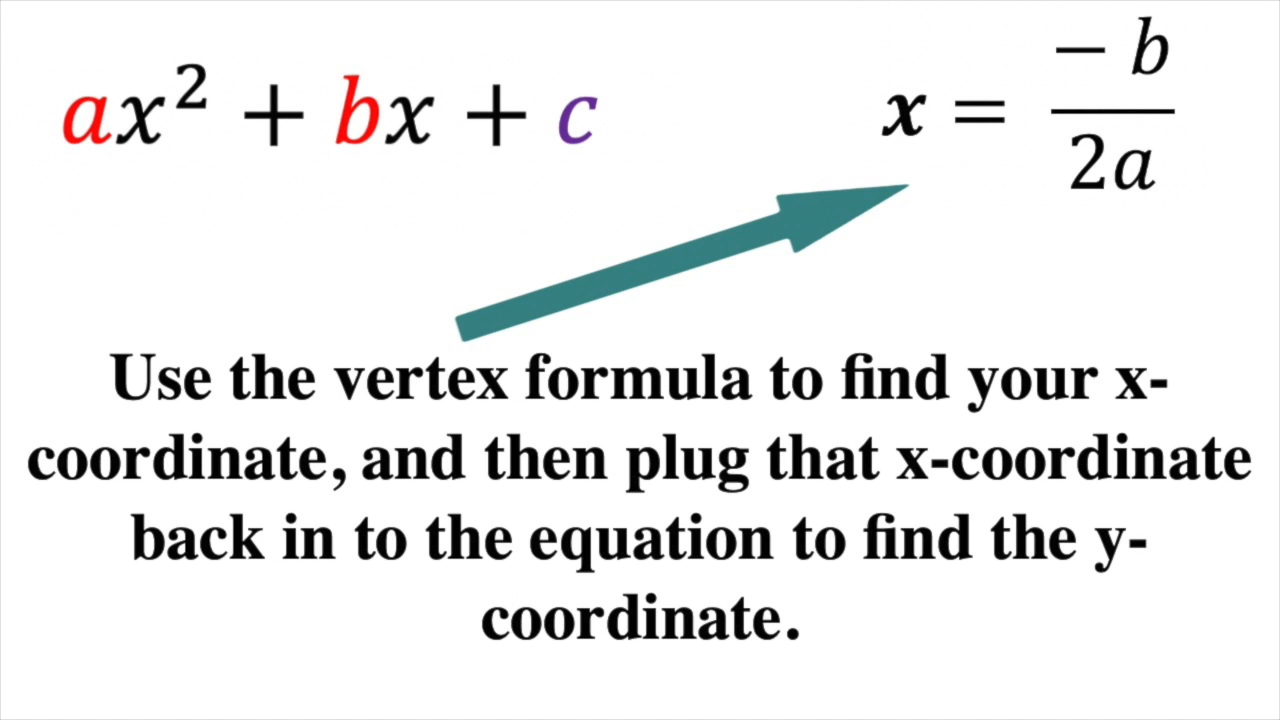 ax² + bx + c
x = − b / 2a
Use the vertex formula to find your x-
coordinate, and then plug that x-coordinate
back in to the equation to find the y-
coordinate.